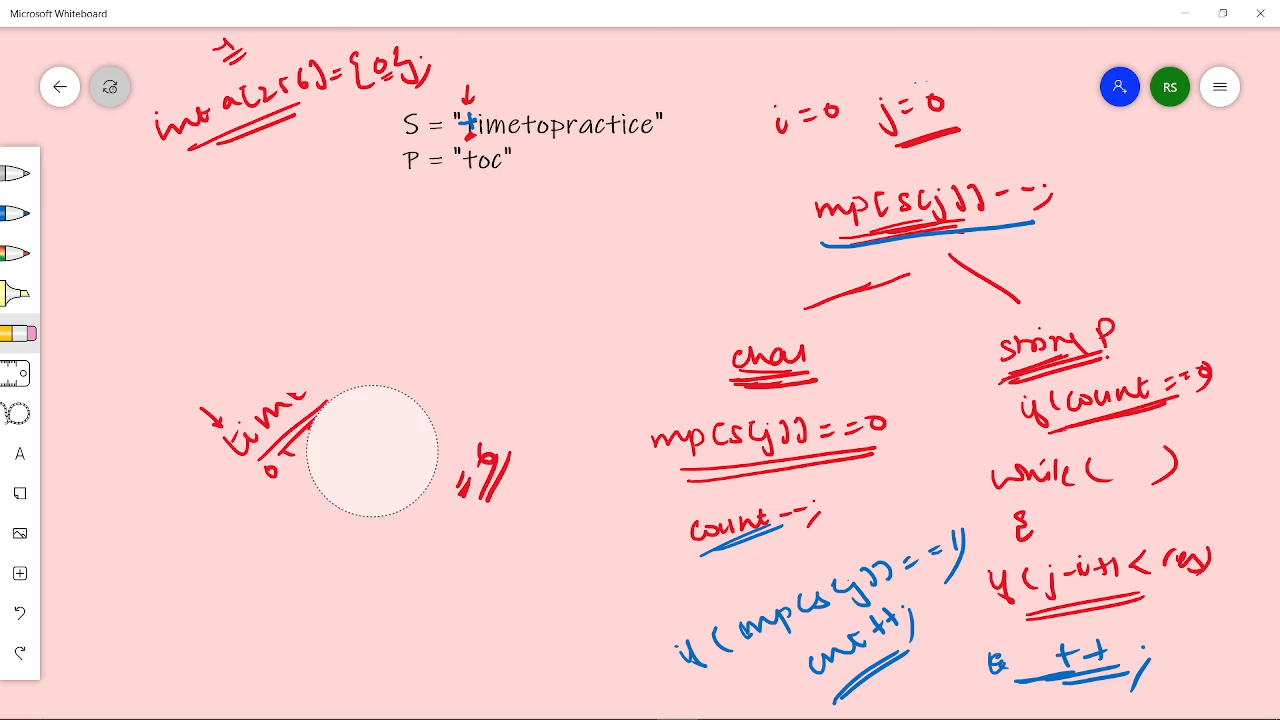 Microsoft Whiteboard
RS
int a[256]={0};
S = "timetopractice"
P = "toc"
i=0 j=0
mp[s[j]]--;
char
string P
mp[s[j]]==0
if(count==0)
while( )
count--;
{
if(j-i+1<res)
if(mp[s[j]]==1)
cnt++;
++;
time
A